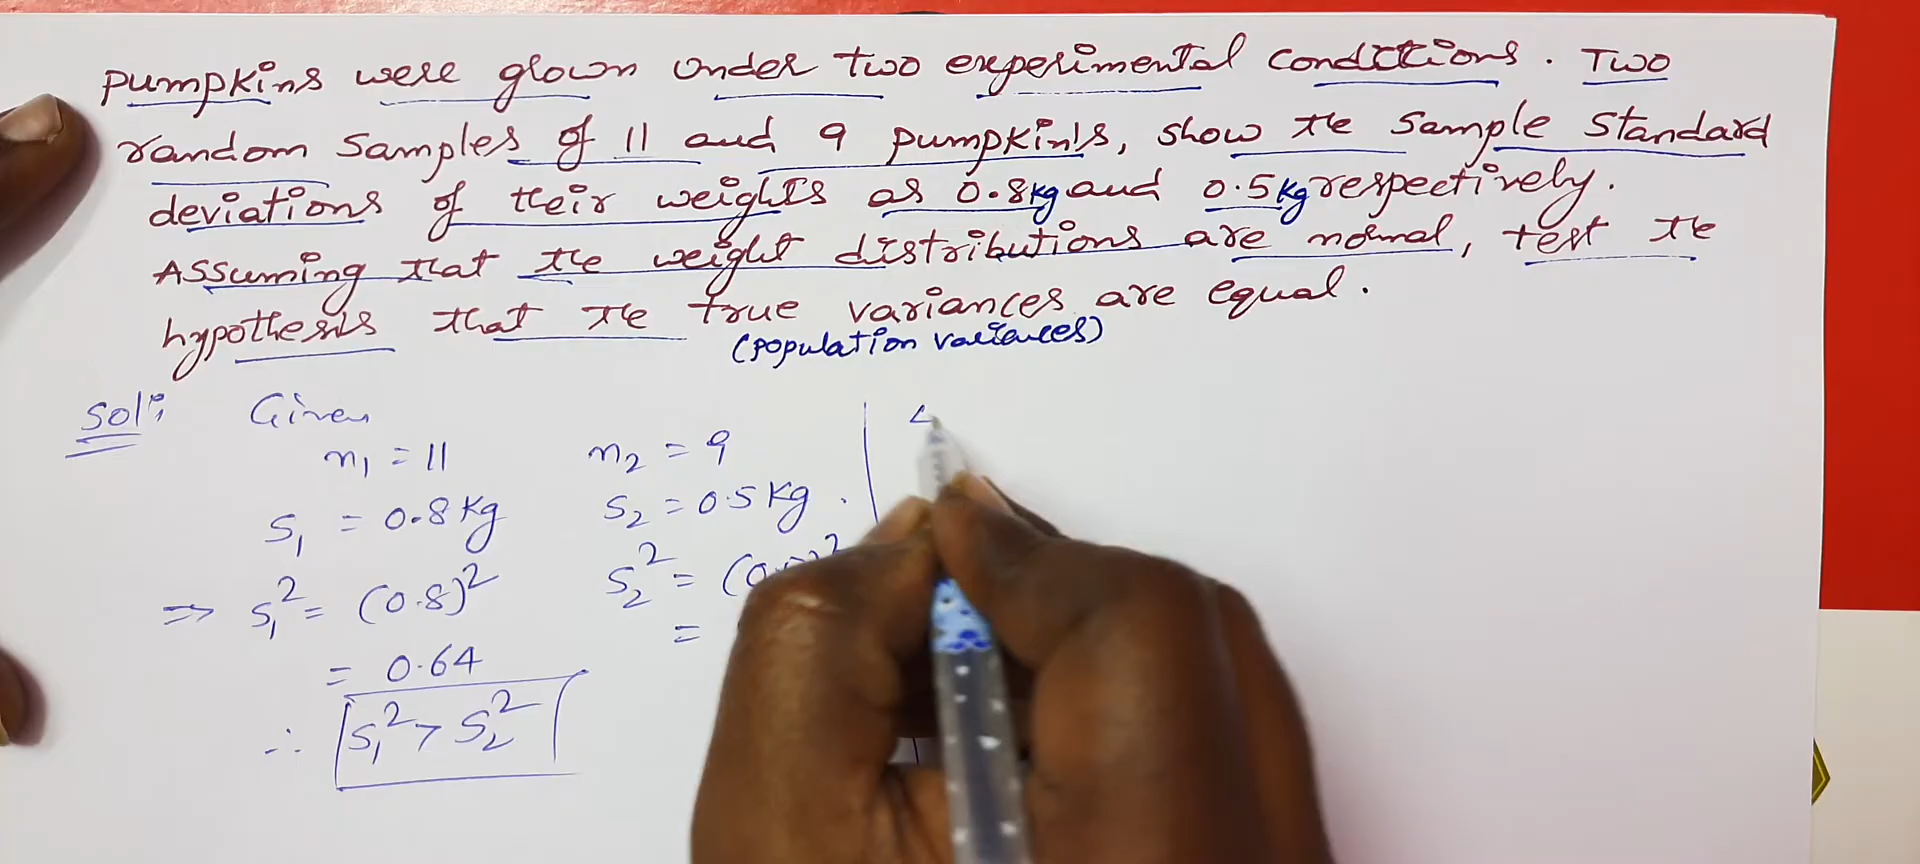 Pumpkins were grown under two experimental conditions. Two
random samples of 11 and 9 pumpkins, show the sample standard
deviations of their weights as 0.8kg and 0.5kg respectively.
Assuming that the weight distributions are normal, test the
hypothesis that the true variances are equal.
(population variances)
Sol: Given
n₁ = 11 n₂ = 9
S₁ = 0.8 kg S₂ = 0.5 kg.
⇒ S₁² = (0.8)² S₂² = (0.
= 0.64 =
∴ S₁² > S₂²